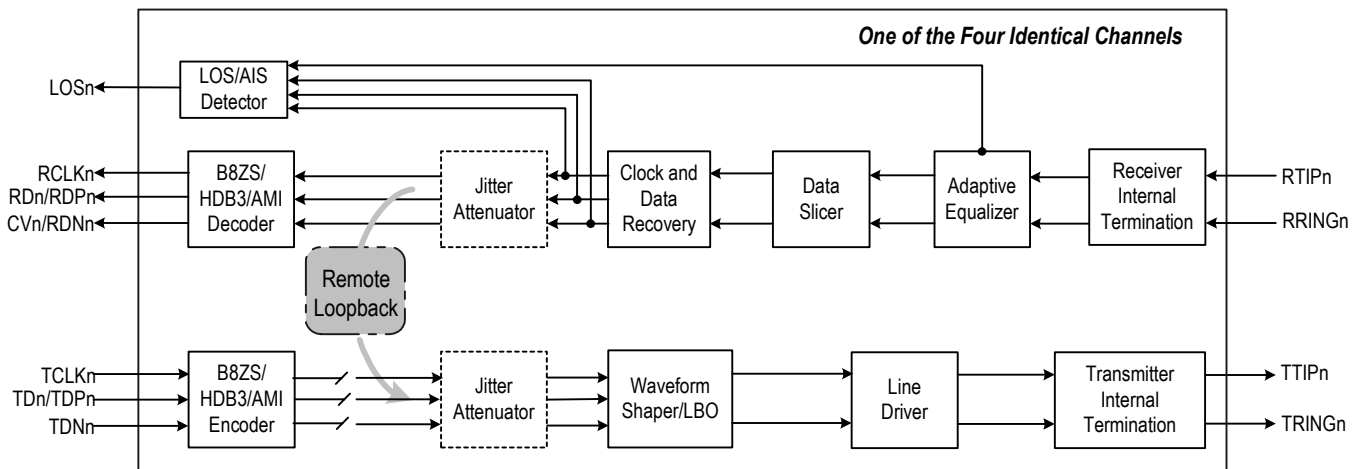 One of the Four Identical Channels
LOSn
LOS/AIS
Detector
RCLKn
RDn/RDPn
CVn/RDNn
B8ZS/
HDB3/AMI
Decoder
Jitter
Attenuator
Clock and
Data
Recovery
Data
Slicer
Adaptive
Equalizer
Receiver
Internal
Termination
RTIPn
RRINGn
Remote
Loopback
TCLKn
TDn/TDPn
TDNn
B8ZS/
HDB3/AMI
Encoder
Jitter
Attenuator
Waveform
Shaper/LBO
Line
Driver
Transmitter
Internal
Termination
TTIPn
TRINGn